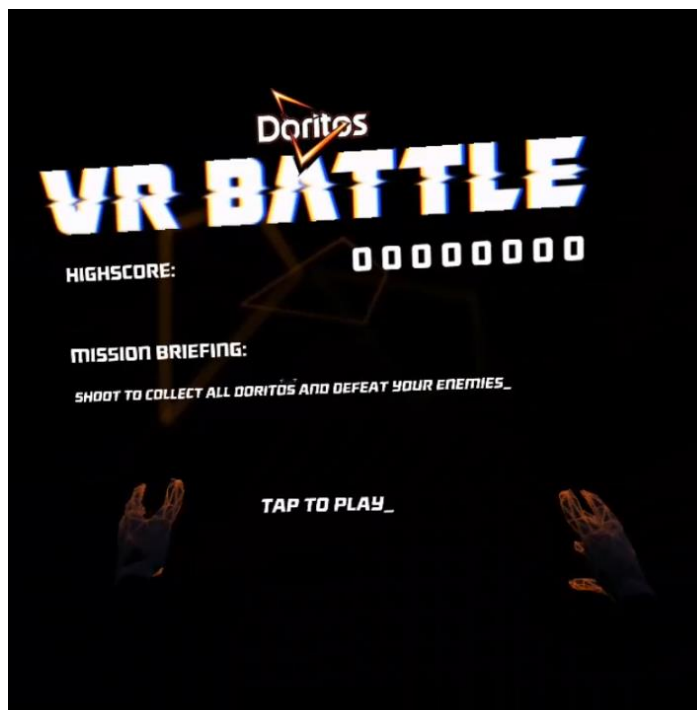 Doritos
VR BATTLE
HIGHSCORE: 00000000
MISSION BRIEFING:
SHOOT TO COLLECT ALL DORITOS AND DEFEAT YOUR ENEMIES_
TAP TO PLAY_